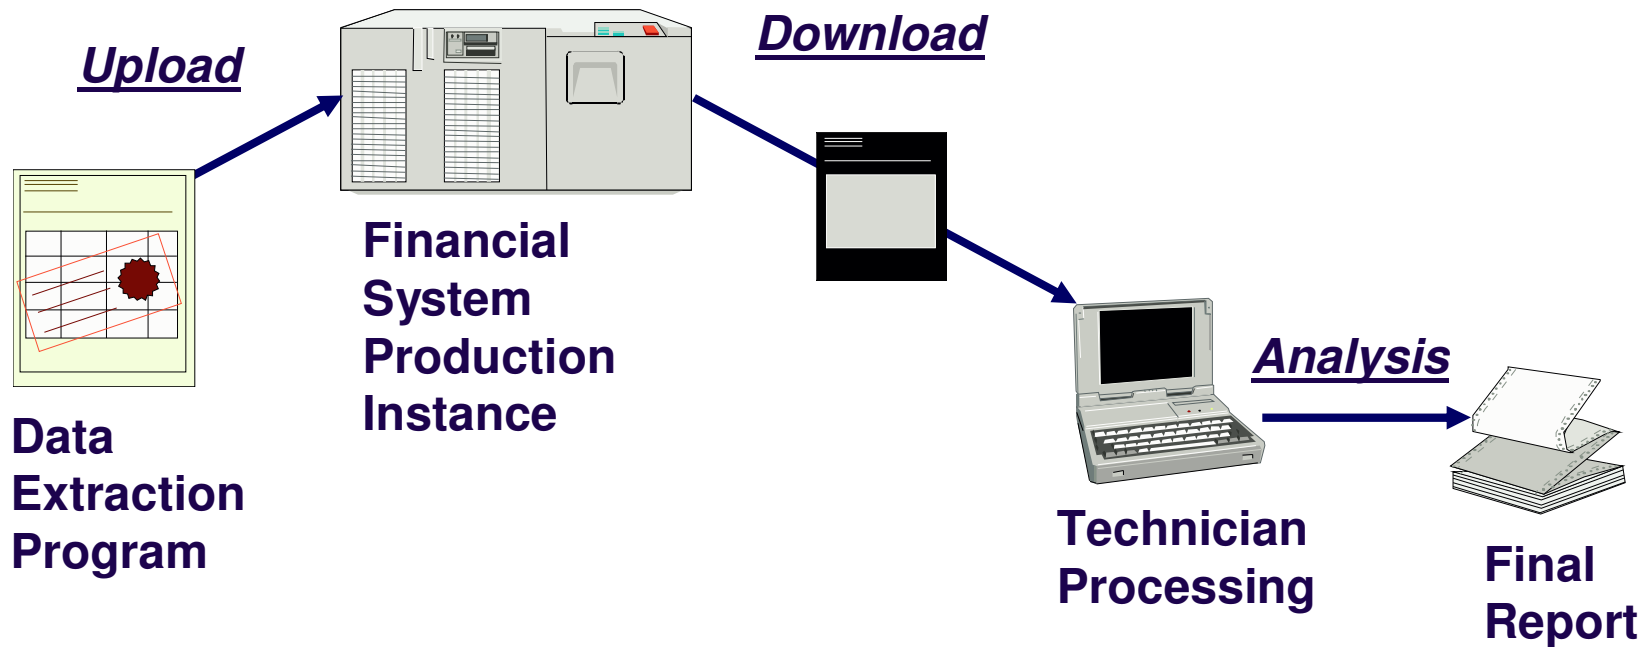 Upload
Download
Financial
System
Production
Instance
Data
Extraction
Program
Analysis
Technician
Processing
Final
Report